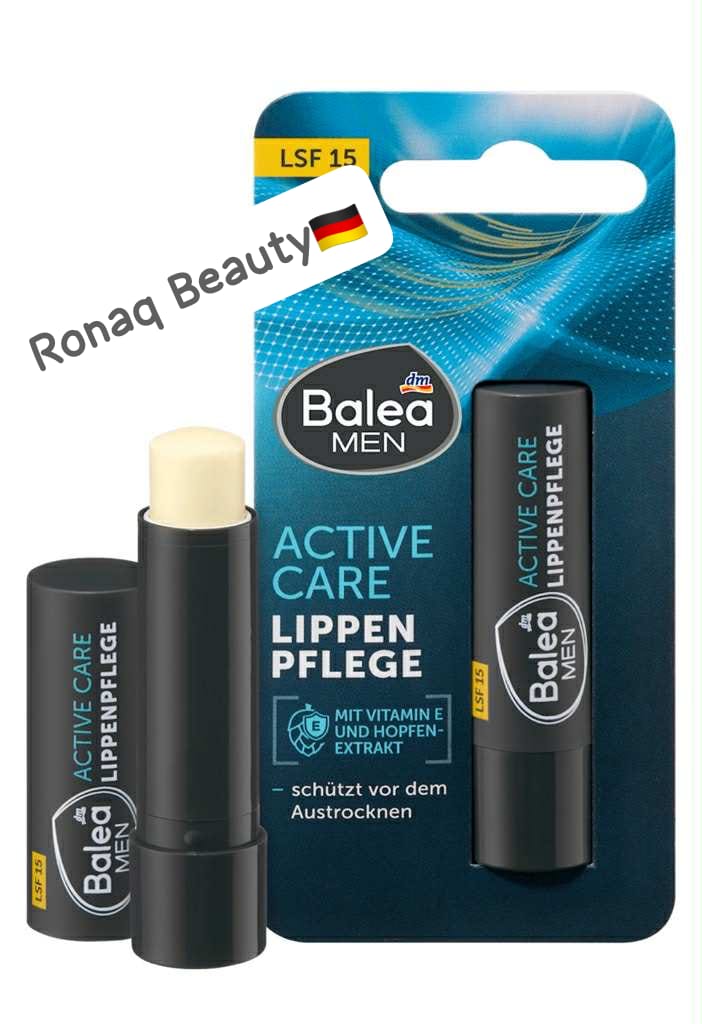 LSF 15
Ronaq Beauty🇩🇪
dm
Balea
MEN
ACTIVE
CARE
LIPPEN
PFLEGE
E
MIT VITAMIN E
UND HOPFEN-
EXTRAKT
– schützt vor dem
Austrocknen
ACTIVE CARE
LIPPENPFLEGE
dm
Balea
MEN
LSF 15
ACTIVE CARE
LIPPENPFLEGE
dm
Balea
MEN
LSF 15